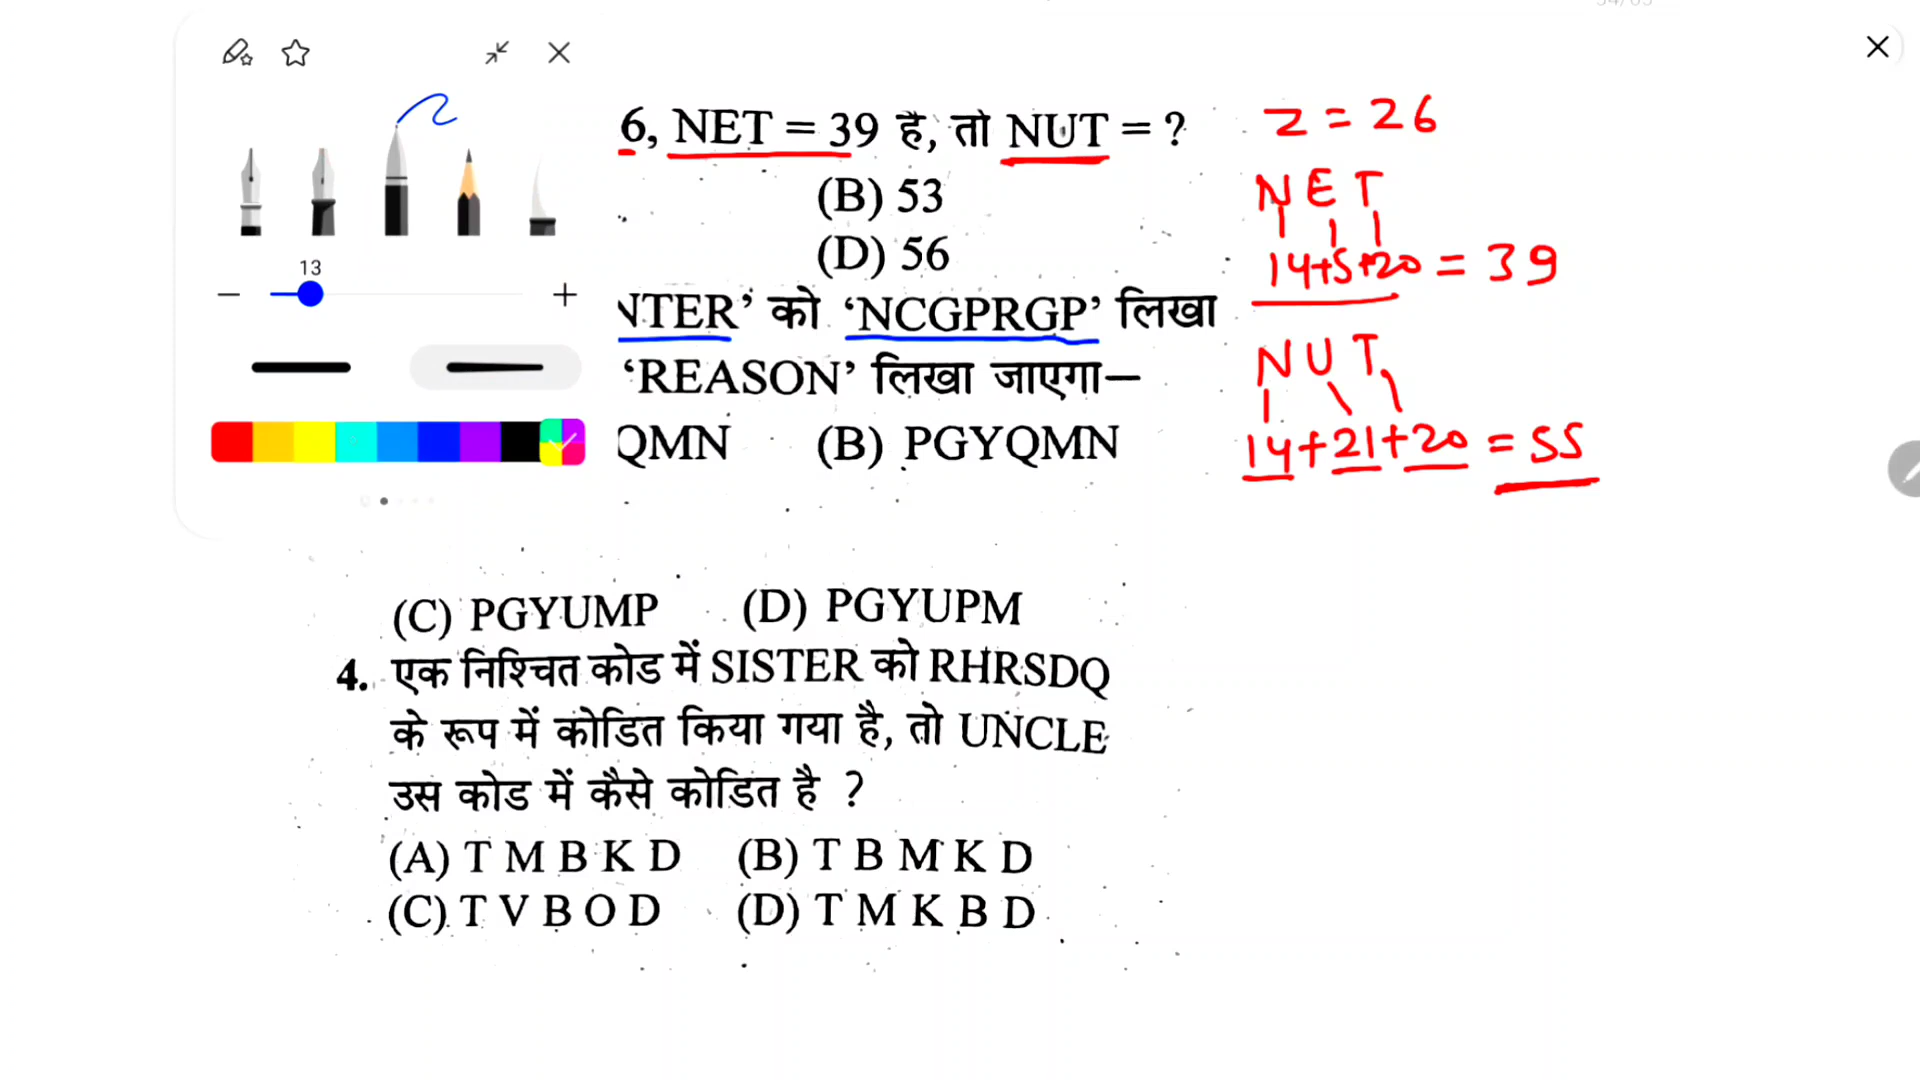 6, NET = 39 है, तो NUT = ?
(B) 53
(D) 56
NTER’ को ‘NCGPRGP’ लिखा
‘REASON’ लिखा जाएगा—
QMN (B) PGYQMN
(C) PGYUMP (D) PGYUPM
4. एक निश्चित कोड में SISTER को RHRSDQ
के रूप में कोडित किया गया है, तो UNCLE
उस कोड में कैसे कोडित है ?
(A) T M B K D (B) T B M K D
(C) T V B O D (D) T M K B D
13
Z = 26
NET
14+5+20 = 39
NUT
14+21+20 = 55